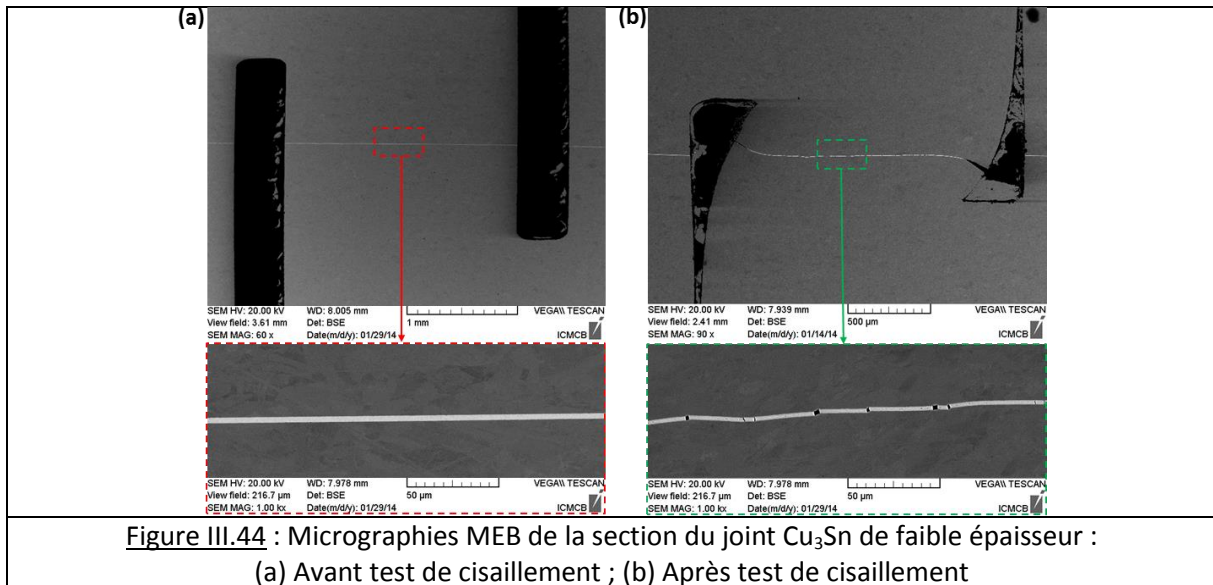 (a)
(b)
SEM HV: 20.00 kV WD: 8.005 mm VEGA\\ TESCAN
View field: 3.61 mm Det: BSE 1 mm
SEM MAG: 60 x Date(m/d/y): 01/29/14 ICMCB
SEM HV: 20.00 kV WD: 7.939 mm VEGA\\ TESCAN
View field: 2.41 mm Det: BSE 500 µm
SEM MAG: 90 x Date(m/d/y): 01/14/14 ICMCB
SEM HV: 20.00 kV WD: 7.978 mm VEGA\\ TESCAN
View field: 216.7 µm Det: BSE 50 µm
SEM MAG: 1.00 kx Date(m/d/y): 01/29/14 ICMCB
SEM HV: 20.00 kV WD: 7.978 mm VEGA\\ TESCAN
View field: 216.7 µm Det: BSE 50 µm
SEM MAG: 1.00 kx Date(m/d/y): 01/29/14 ICMCB
Figure III.44 : Micrographies MEB de la section du joint Cu₃Sn de faible épaisseur :
(a) Avant test de cisaillement ; (b) Après test de cisaillement